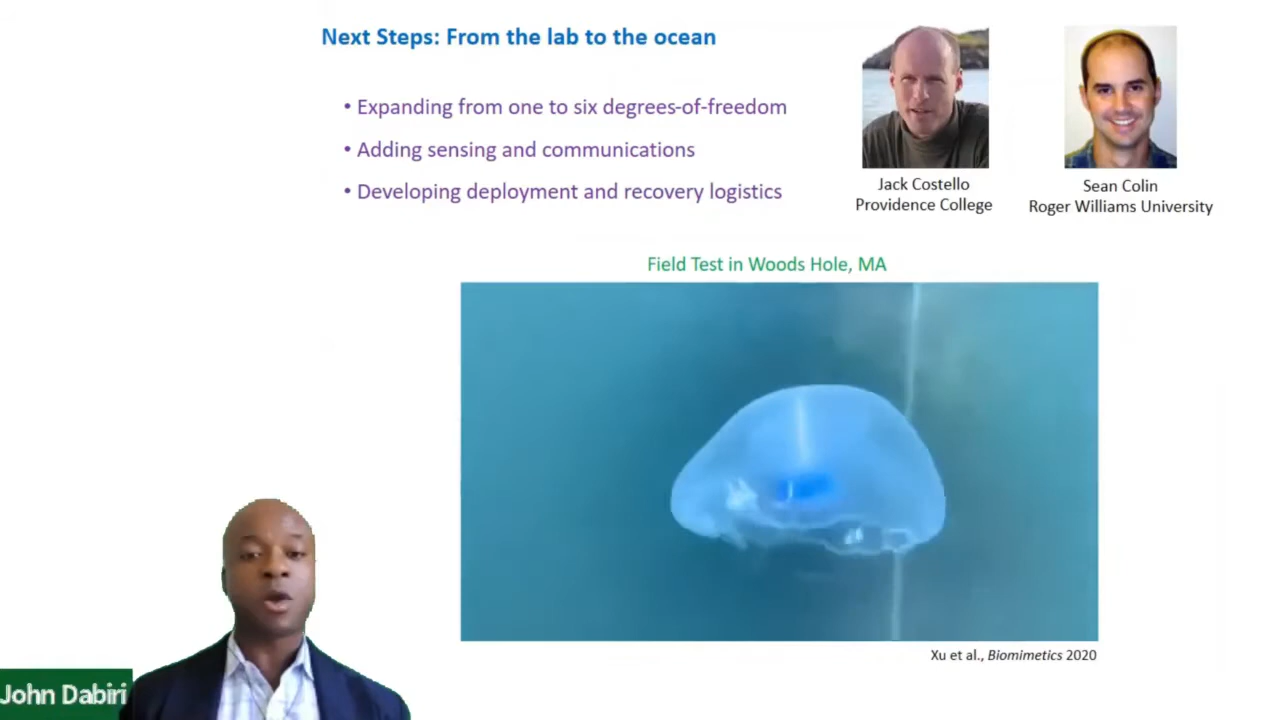 Next Steps: From the lab to the ocean
• Expanding from one to six degrees-of-freedom
• Adding sensing and communications
• Developing deployment and recovery logistics
Jack Costello
Providence College
Sean Colin
Roger Williams University
Field Test in Woods Hole, MA
Xu et al., Biomimetics 2020
John Dabiri